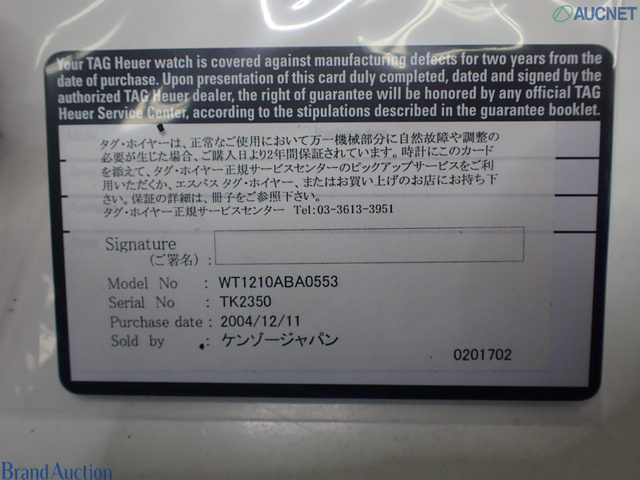 AUCNET
Your TAG Heuer watch is covered against manufacturing defects for two years from the
date of purchase. Upon presentation of this card duly completed, dated and signed by the
authorized TAG Heuer dealer, the right of guarantee will be honored by any official TAG
Heuer Service Center, according to the stipulations described in the guarantee booklet.
タグ・ホイヤーは、正常なご使用において万一機械部分に自然故障や調整の
必要が生じた場合、ご購入日より2年間保証されています。時計にこのカード
を添えて、タグ・ホイヤー正規サービスセンターのピックアップサービスをご利
用いただくか、エスパス タグ・ホイヤー、またはお買い上げのお店にお持ち下
さい。保証の詳細は、冊子をご参照下さい。
タグ・ホイヤー正規サービスセンター Tel:03-3613-3951
Signature
(ご署名) :
Model No : WT1210ABA0553
Serial No : TK2350
Purchase date : 2004/12/11
Sold by : ケンゾージャパン
0201702
Brand Auction